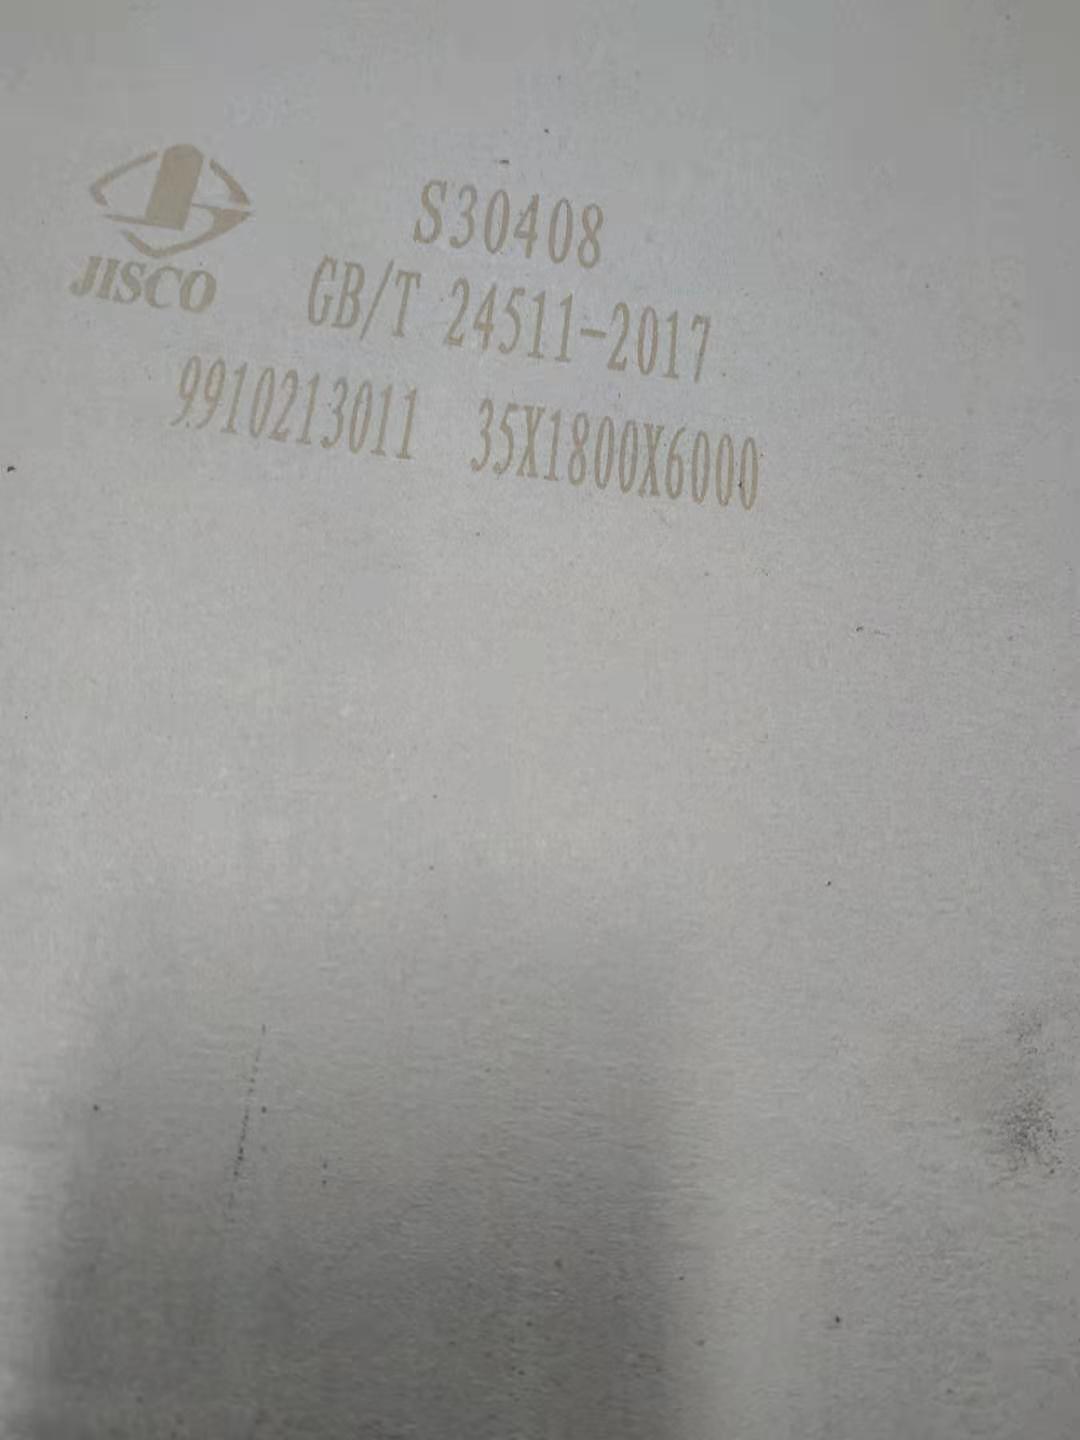 S30408
JISCO
GB/T 24511-2017
9910213011 35X1800X6000